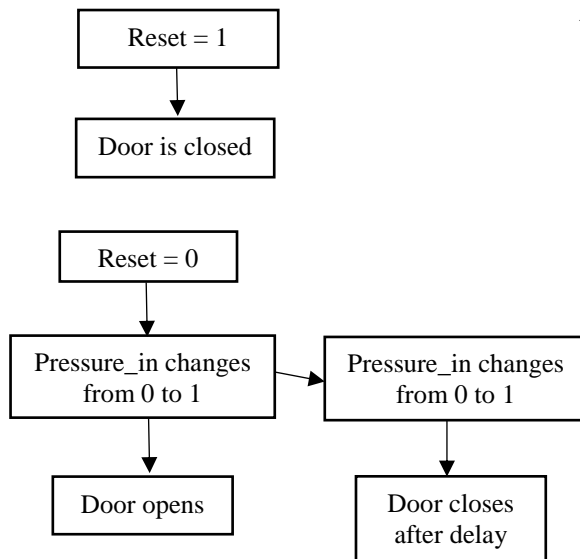 Reset = 1
Door is closed
Reset = 0
Pressure_in changes
from 0 to 1
Pressure_in changes
from 0 to 1
Door opens
Door closes
after delay